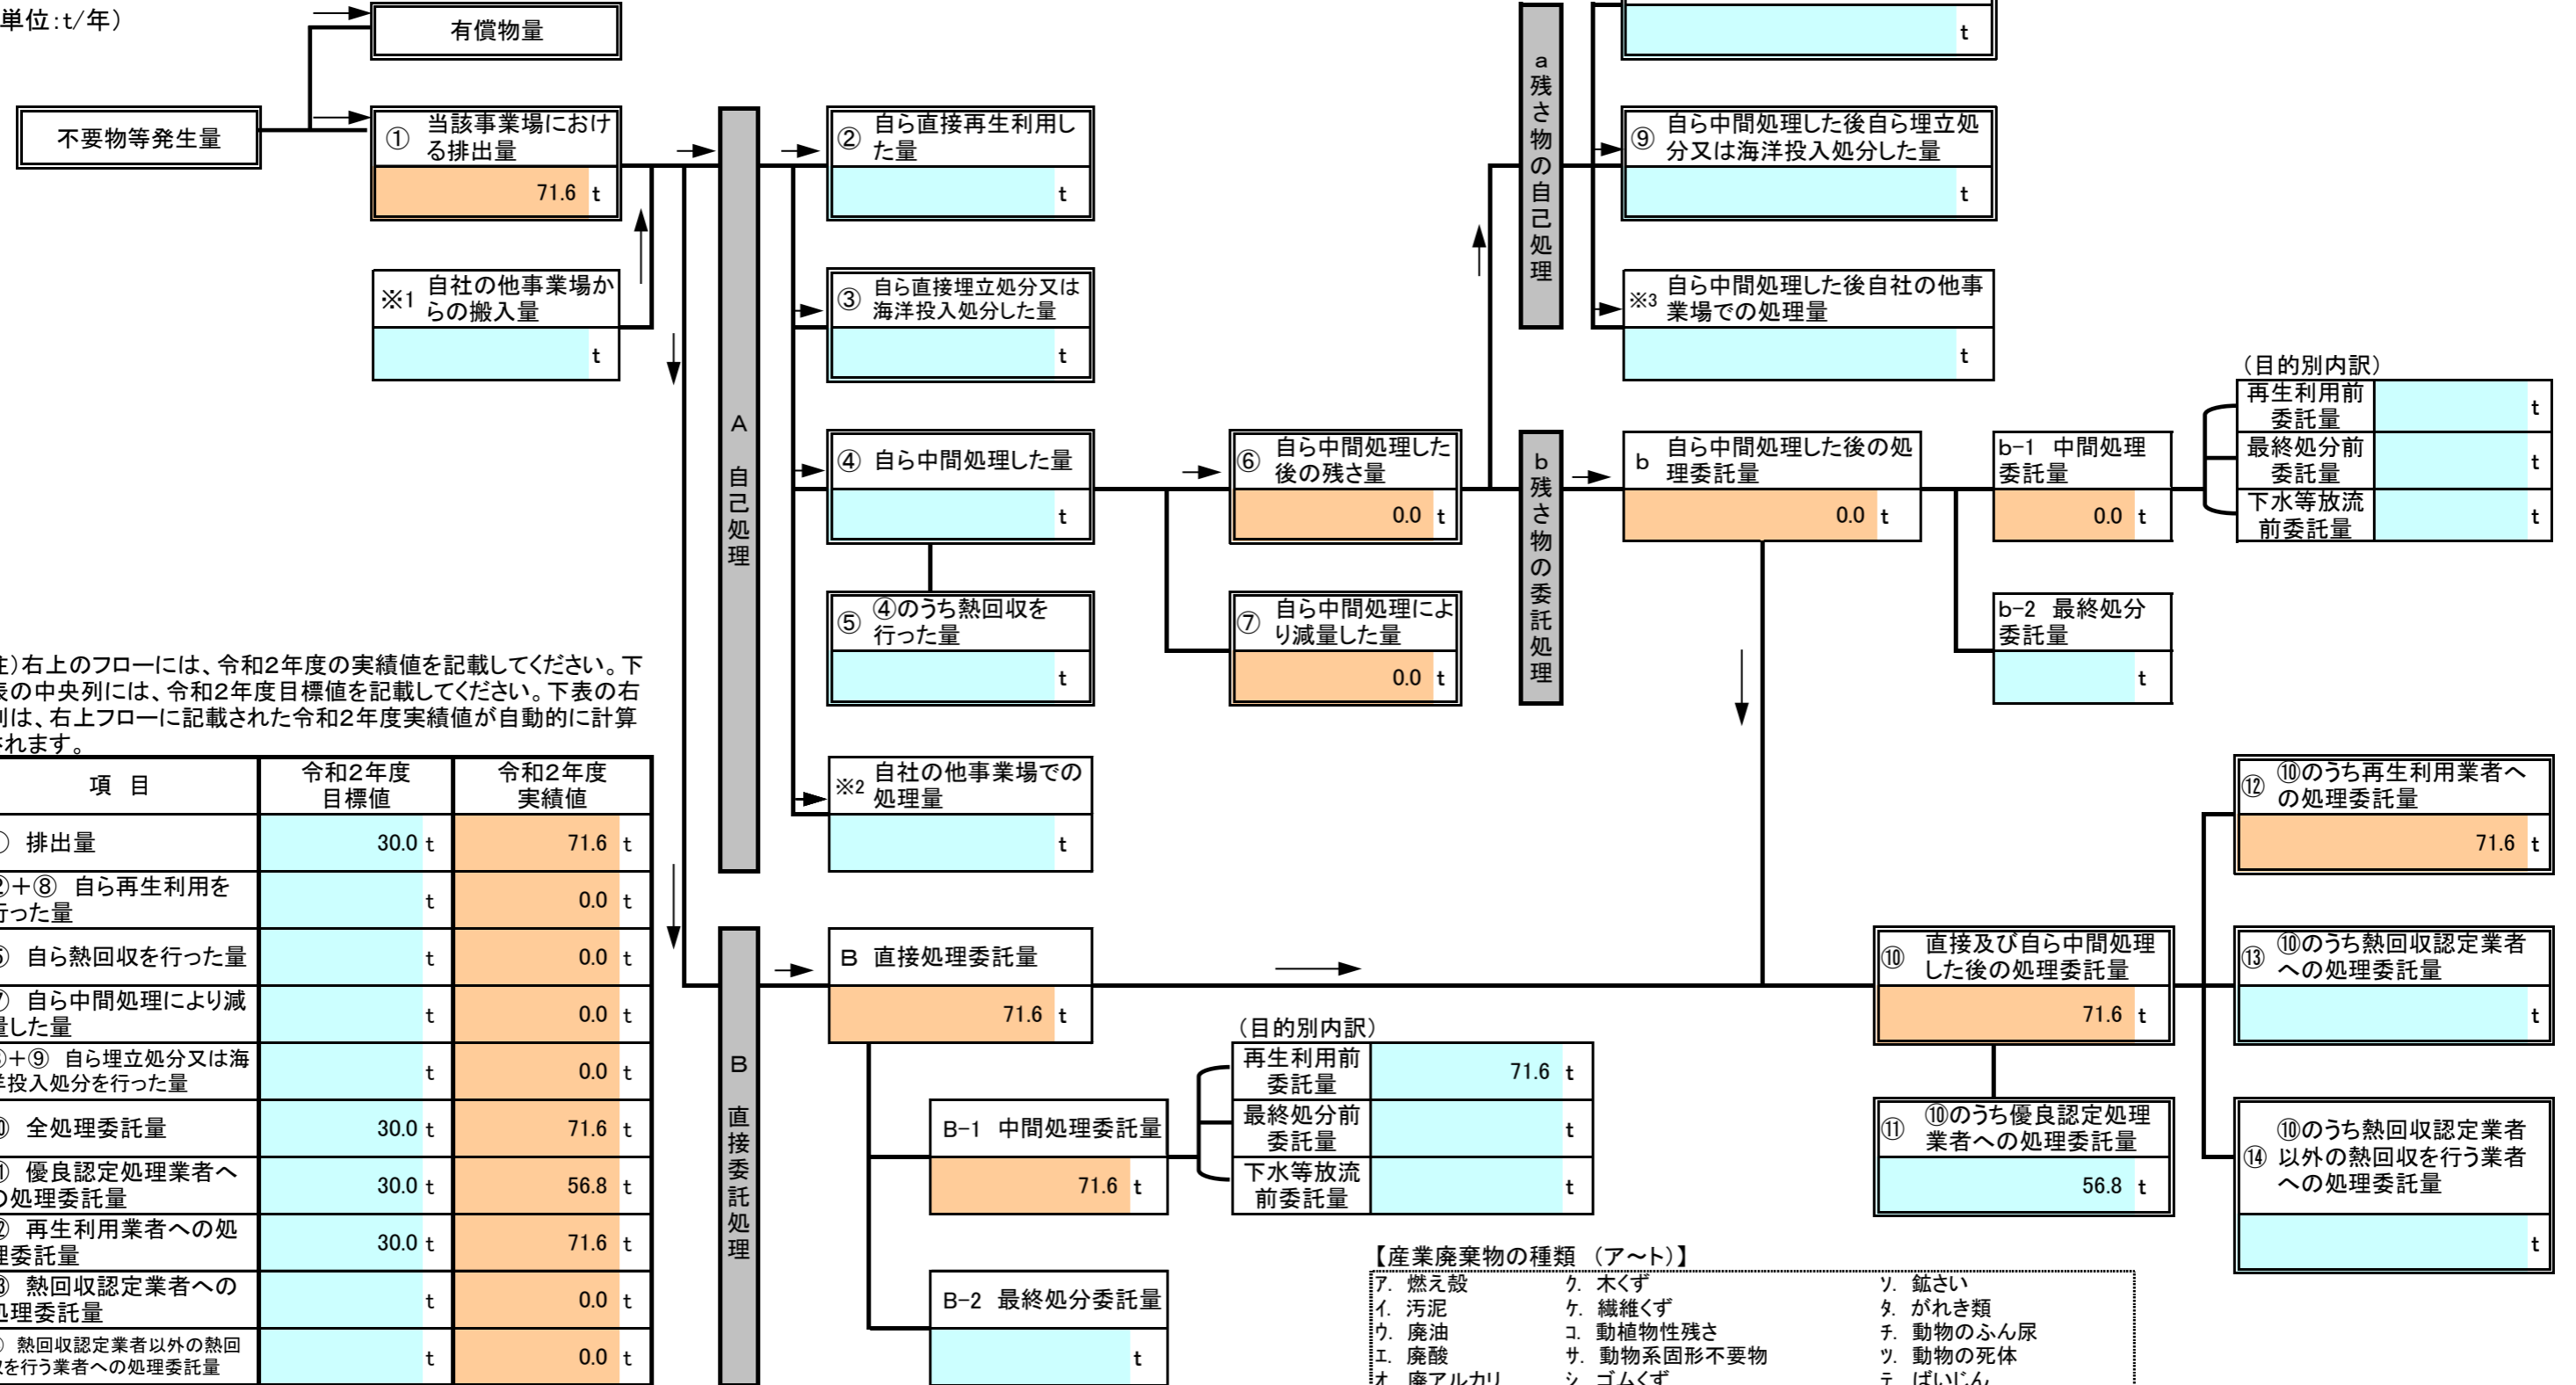 単位:t/年)
有償物量
不要物等発生量
① 当該事業場におけ
る排出量
71.6 t
※1 自社の他事業場か
らの搬入量
t
A 自己処理
② 自ら直接再生利用し
た量
t
③ 自ら直接埋立処分又は
海洋投入処分した量
t
④ 自ら中間処理した量
t
⑤ ④のうち熱回収を
行った量
t
※2 自社の他事業場での
処理量
t
⑥ 自ら中間処理した
後の残さ量
0.0 t
⑦ 自ら中間処理によ
り減量した量
0.0 t
a 残さ物の自己処理
t
⑨ 自ら中間処理した後自ら埋立処
分又は海洋投入処分した量
t
※3 自ら中間処理した後自社の他事
業場での処理量
t
b 残さ物の委託処理
b 自ら中間処理した後の処
理委託量
0.0 t
b-1 中間処理
委託量
0.0 t
(目的別内訳)
再生利用前
委託量
t
最終処分前
委託量
t
下水等放流
前委託量
t
b-2 最終処分
委託量
t
主)右上のフローには、令和2年度の実績値を記載してください。下
表の中央列には、令和2年度目標値を記載してください。下表の右
列は、右上フローに記載された令和2年度実績値が自動的に計算
されます。
項 目
令和2年度
目標値
令和2年度
実績値
① 排出量
30.0 t
71.6 t
②+⑧ 自ら再生利用を
行った量
t
0.0 t
⑤ 自ら熱回収を行った量
t
0.0 t
⑦ 自ら中間処理により減
量した量
t
0.0 t
③+⑨ 自ら埋立処分又は海
洋投入処分を行った量
t
0.0 t
⑩ 全処理委託量
30.0 t
71.6 t
⑪ 優良認定処理業者へ
の処理委託量
30.0 t
56.8 t
⑫ 再生利用業者への処
理委託量
30.0 t
71.6 t
⑬ 熱回収認定業者への
処理委託量
t
0.0 t
熱回収認定業者以外の熱回
収を行う業者への処理委託量
t
0.0 t
B 直接委託処理
B 直接処理委託量
71.6 t
B-1 中間処理委託量
71.6 t
(目的別内訳)
再生利用前
委託量
71.6 t
最終処分前
委託量
t
下水等放流
前委託量
t
B-2 最終処分委託量
t
⑩ 直接及び自ら中間処理
した後の処理委託量
71.6 t
⑪ ⑩のうち優良認定処理
業者への処理委託量
56.8 t
⑫ ⑩のうち再生利用業者へ
の処理委託量
71.6 t
⑬ ⑩のうち熱回収認定業者
への処理委託量
t
⑭ ⑩のうち熱回収認定業者
以外の熱回収を行う業者
への処理委託量
t
【産業廃棄物の種類 (ア~ト)】
ア. 燃え殻 ク. 木くず ソ. 鉱さい
イ. 汚泥 ケ. 繊維くず タ. がれき類
ウ. 廃油 コ. 動植物性残さ チ. 動物のふん尿
エ. 廃酸 サ. 動物系固形不要物 ツ. 動物の死体
オ. 廃アルカリ シ. ゴムくず テ. ばいじん